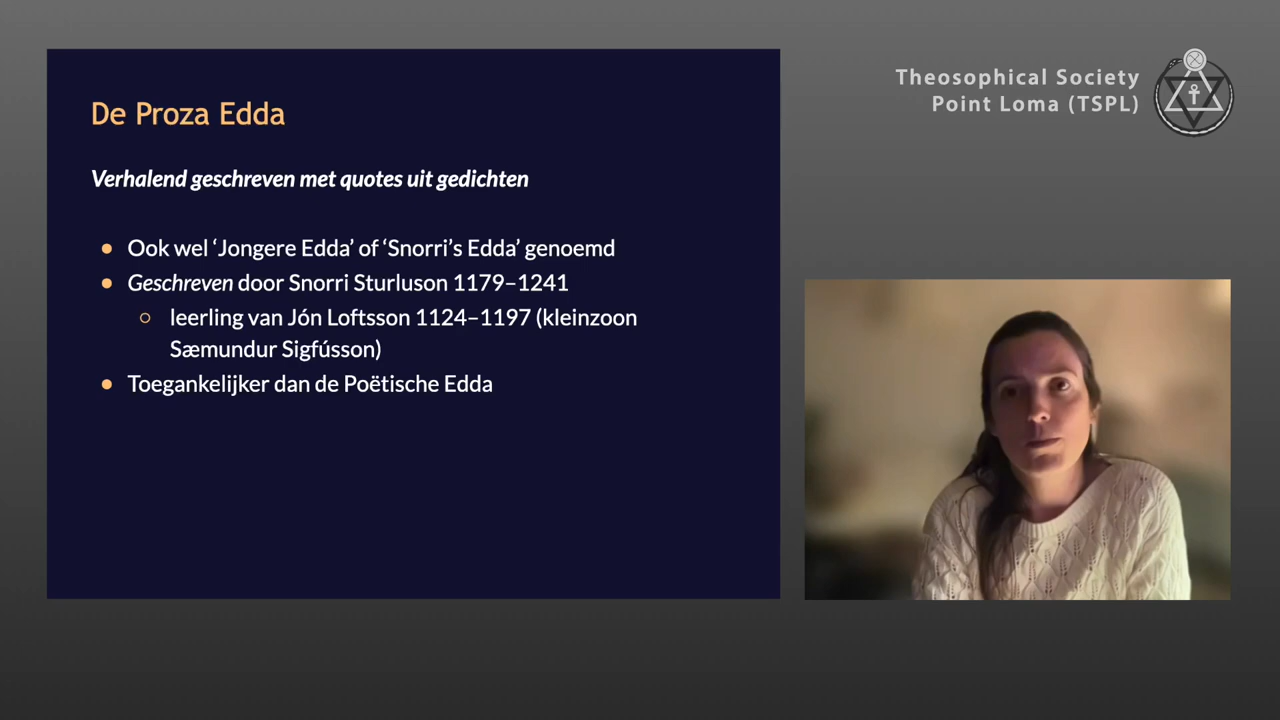 De Proza Edda
Verhalend geschreven met quotes uit gedichten
Ook wel ‘Jongere Edda’ of ‘Snorri’s Edda’ genoemd
Geschreven door Snorri Sturluson 1179–1241
leerling van Jón Loftsson 1124–1197 (kleinzoon
Sæmundur Sigfússon)
Toegankelijker dan de Poëtische Edda
Theosophical Society
Point Loma (TSPL)